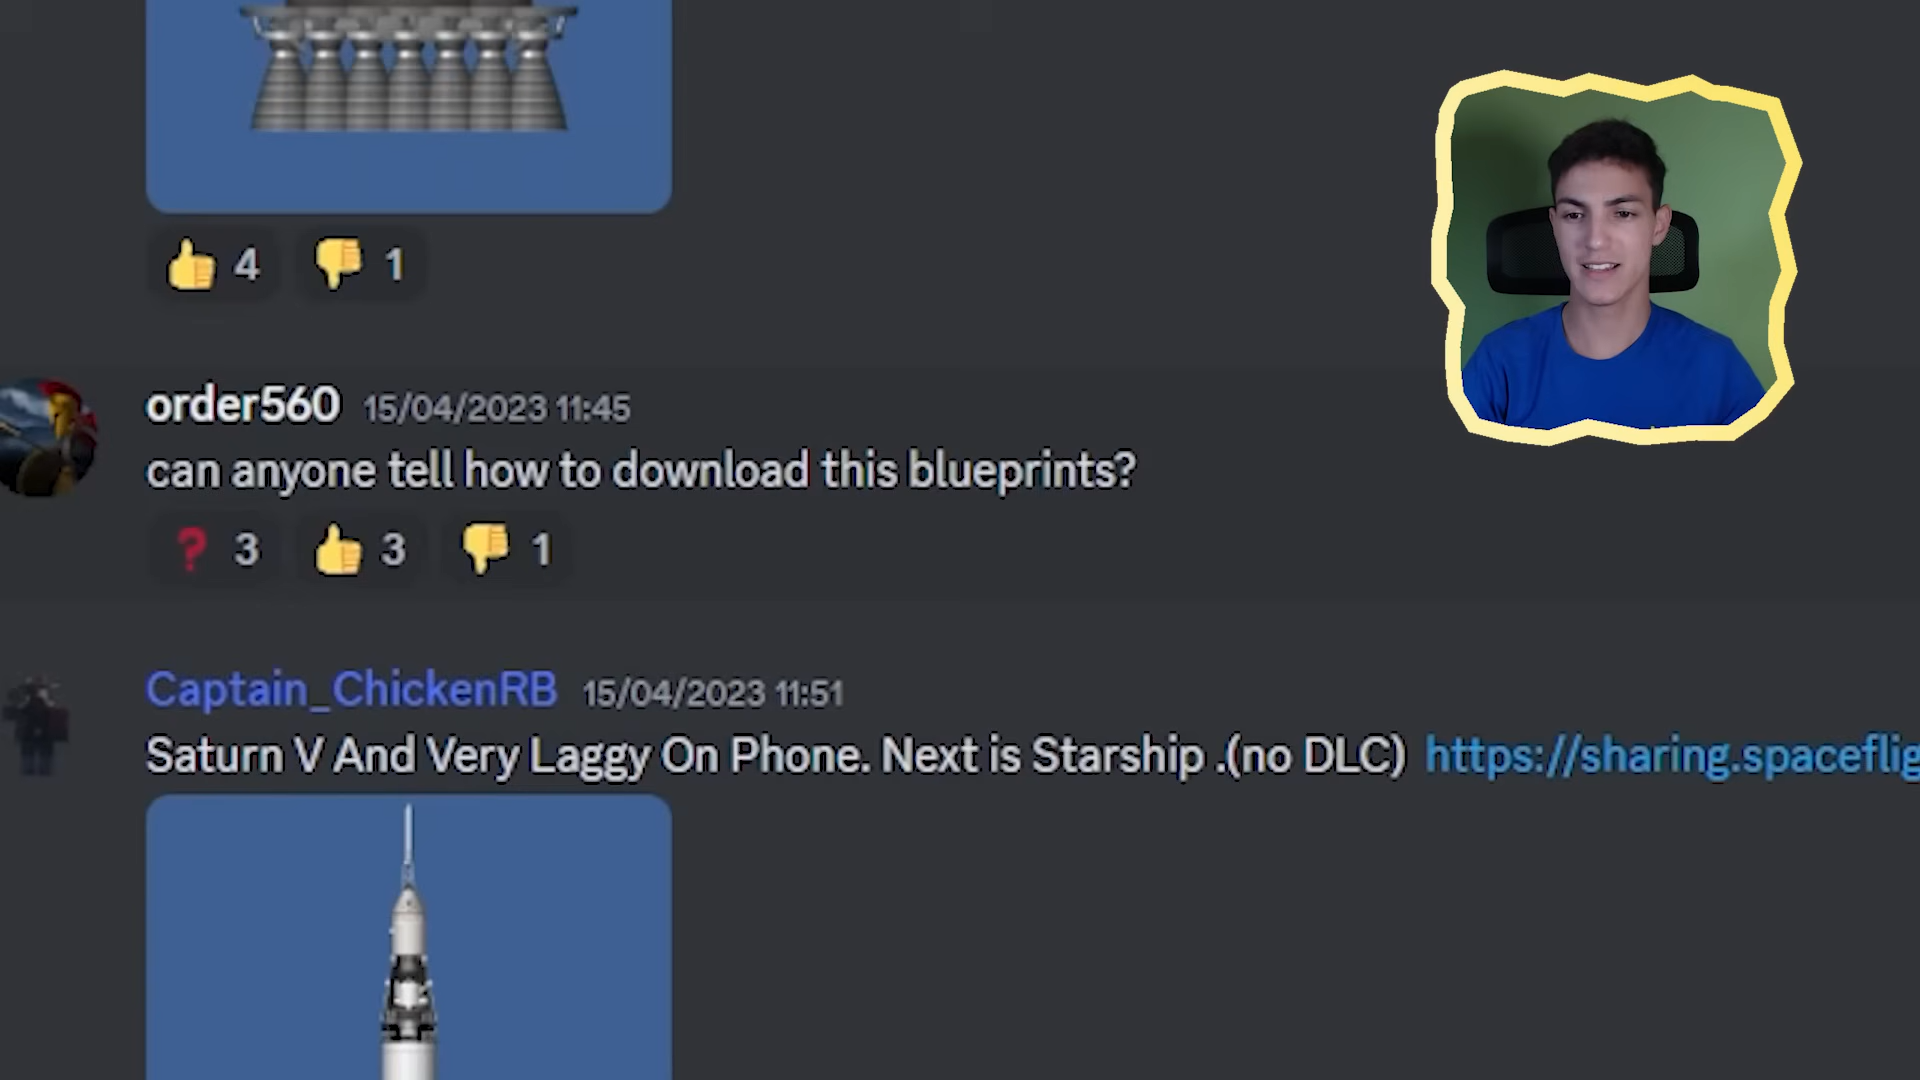 4 1
order560 15/04/2023 11:45
can anyone tell how to download this blueprints?
? 3 3 1
Captain_ChickenRB 15/04/2023 11:51
Saturn V And Very Laggy On Phone. Next is Starship .(no DLC) https://sharing.spaceflig